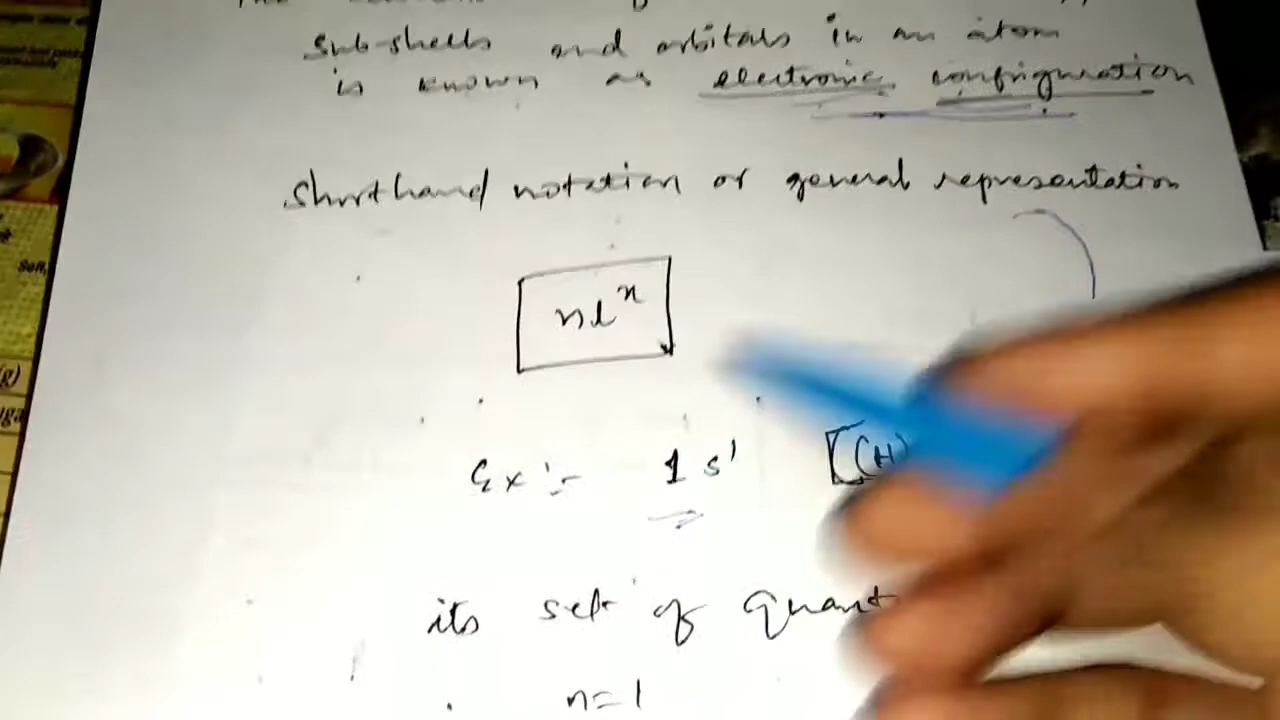 The
sub-shells and orbitals in an atom
is known as electronic configuration
Shorthand notation or general representation
nl^x
Ex:- 1s¹ [(H)
its set of quant
n=1